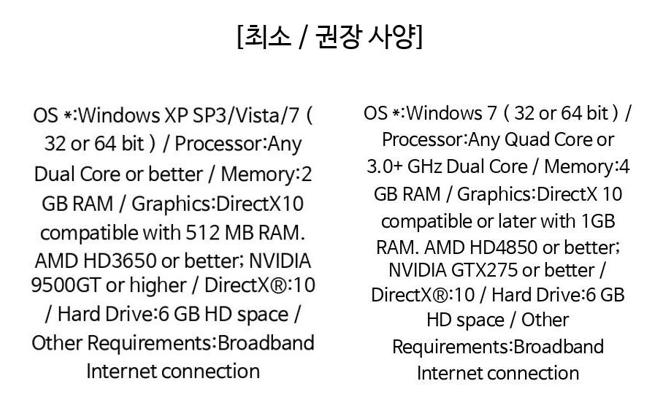 [최소 / 권장 사양]
OS *:Windows XP SP3/Vista/7 (
32 or 64 bit ) / Processor:Any
Dual Core or better / Memory:2
GB RAM / Graphics:DirectX10
compatible with 512 MB RAM.
AMD HD3650 or better; NVIDIA
9500GT or higher / DirectX®:10
/ Hard Drive:6 GB HD space /
Other Requirements:Broadband
Internet connection
OS *:Windows 7 ( 32 or 64 bit ) /
Processor:Any Quad Core or
3.0+ GHz Dual Core / Memory:4
GB RAM / Graphics:DirectX 10
compatible or later with 1GB
RAM. AMD HD4850 or better;
NVIDIA GTX275 or better /
DirectX®:10 / Hard Drive:6 GB
HD space / Other
Requirements:Broadband
Internet connection